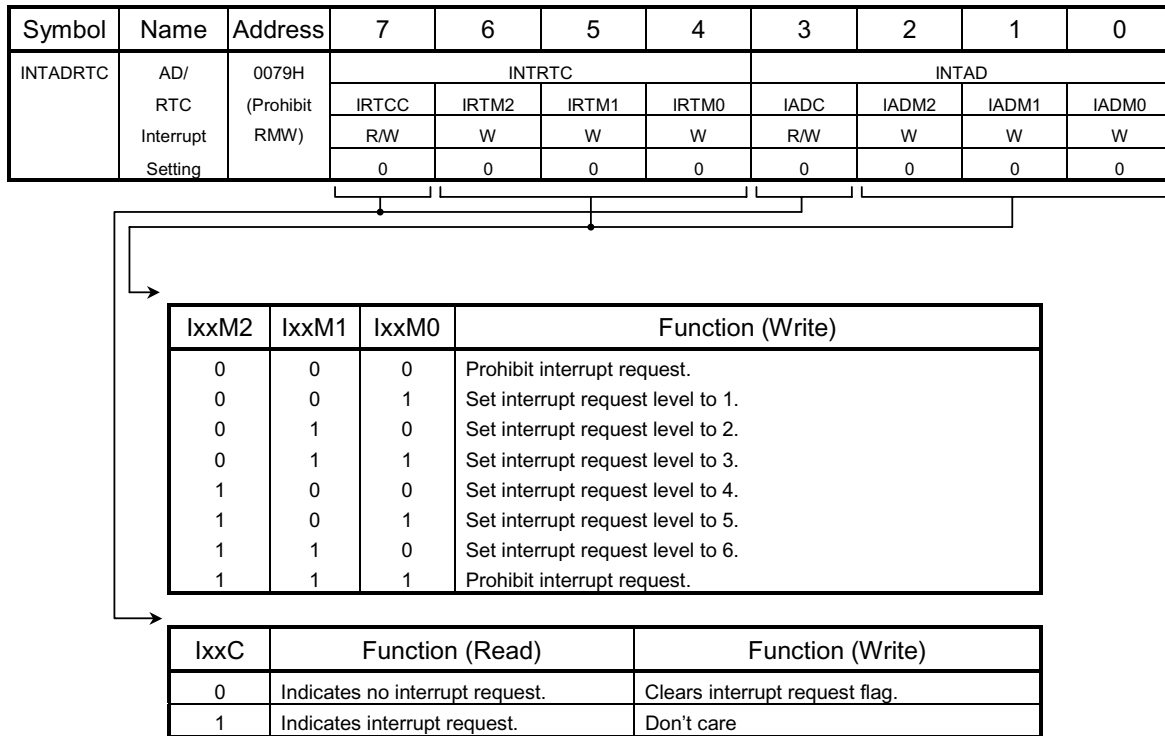 Symbol Name Address 7 6 5 4 3 2 1 0
INTADRTC AD/ 0079H INTRTC INTAD
RTC (Prohibit IRTCC IRTM2 IRTM1 IRTM0 IADC IADM2 IADM1 IADM0
Interrupt RMW) R/W W W W R/W W W W
Setting 0 0 0 0 0 0 0 0
IxxM2 IxxM1 IxxM0 Function (Write)
0 0 0 Prohibit interrupt request.
0 0 1 Set interrupt request level to 1.
0 1 0 Set interrupt request level to 2.
0 1 1 Set interrupt request level to 3.
1 0 0 Set interrupt request level to 4.
1 0 1 Set interrupt request level to 5.
1 1 0 Set interrupt request level to 6.
1 1 1 Prohibit interrupt request.
IxxC Function (Read) Function (Write)
0 Indicates no interrupt request. Clears interrupt request flag.
1 Indicates interrupt request. Don't care